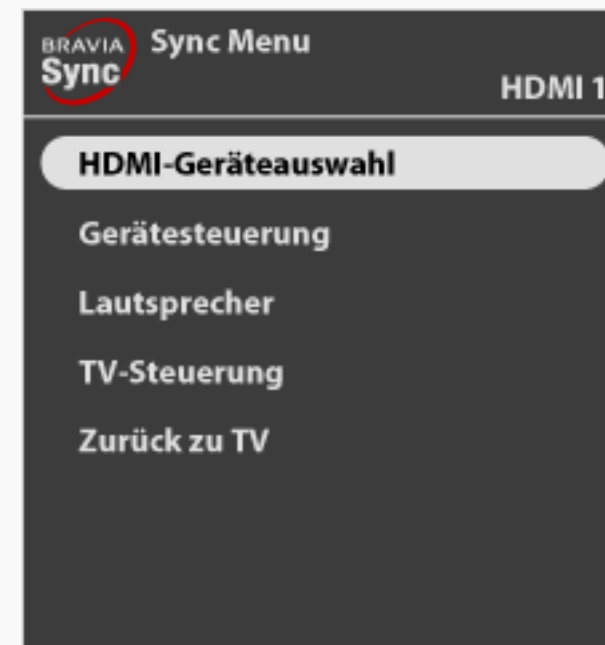 BRAVIA Sync Menu
Sync
HDMI 1
HDMI-Geräteauswahl
Gerätesteuerung
Lautsprecher
TV-Steuerung
Zurück zu TV